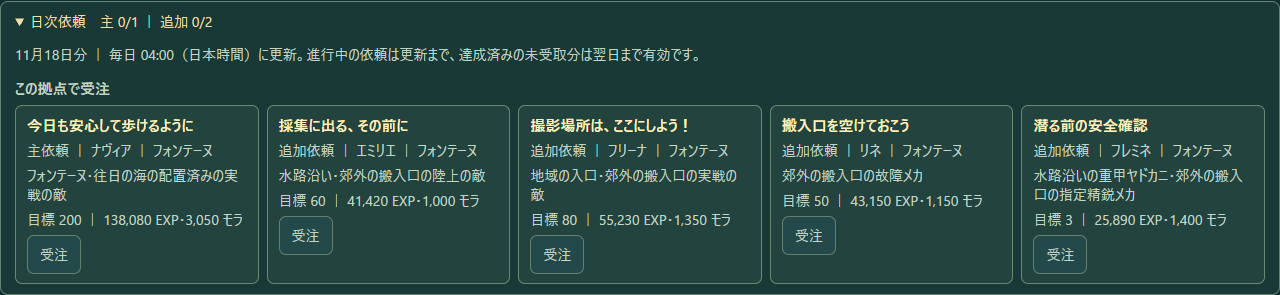 ▼ 日次依頼 主 0/1 | 追加 0/2
11月18日分 | 毎日 04:00（日本時間）に更新。進行中の依頼は更新まで、達成済みの未受取分は翌日まで有効です。
この拠点で受注
今日も安心して歩けるように
主依頼 | ナヴィア | フォンテーヌ
フォンテーヌ・往日の海の配置済みの実
戦の敵
目標 200 | 138,080 EXP・3,050 モラ
受注
採集に出る、その前に
追加依頼 | エミリエ | フォンテーヌ
水路沿い・郊外の搬入口の陸上の敵
目標 60 | 41,420 EXP・1,000 モラ
受注
撮影場所は、ここにしよう！
追加依頼 | フリーナ | フォンテーヌ
地域の入口・郊外の搬入口の実戦の
敵
目標 80 | 55,230 EXP・1,350 モラ
受注
搬入口を空けておこう
追加依頼 | リネ | フォンテーヌ
郊外の搬入口の故障メカ
目標 50 | 43,150 EXP・1,150 モラ
受注
潜る前の安全確認
追加依頼 | フレミネ | フォンテーヌ
水路沿いの重甲ヤドカニ・郊外の搬入
口の指定精鋭メカ
目標 3 | 25,890 EXP・1,400 モラ
受注